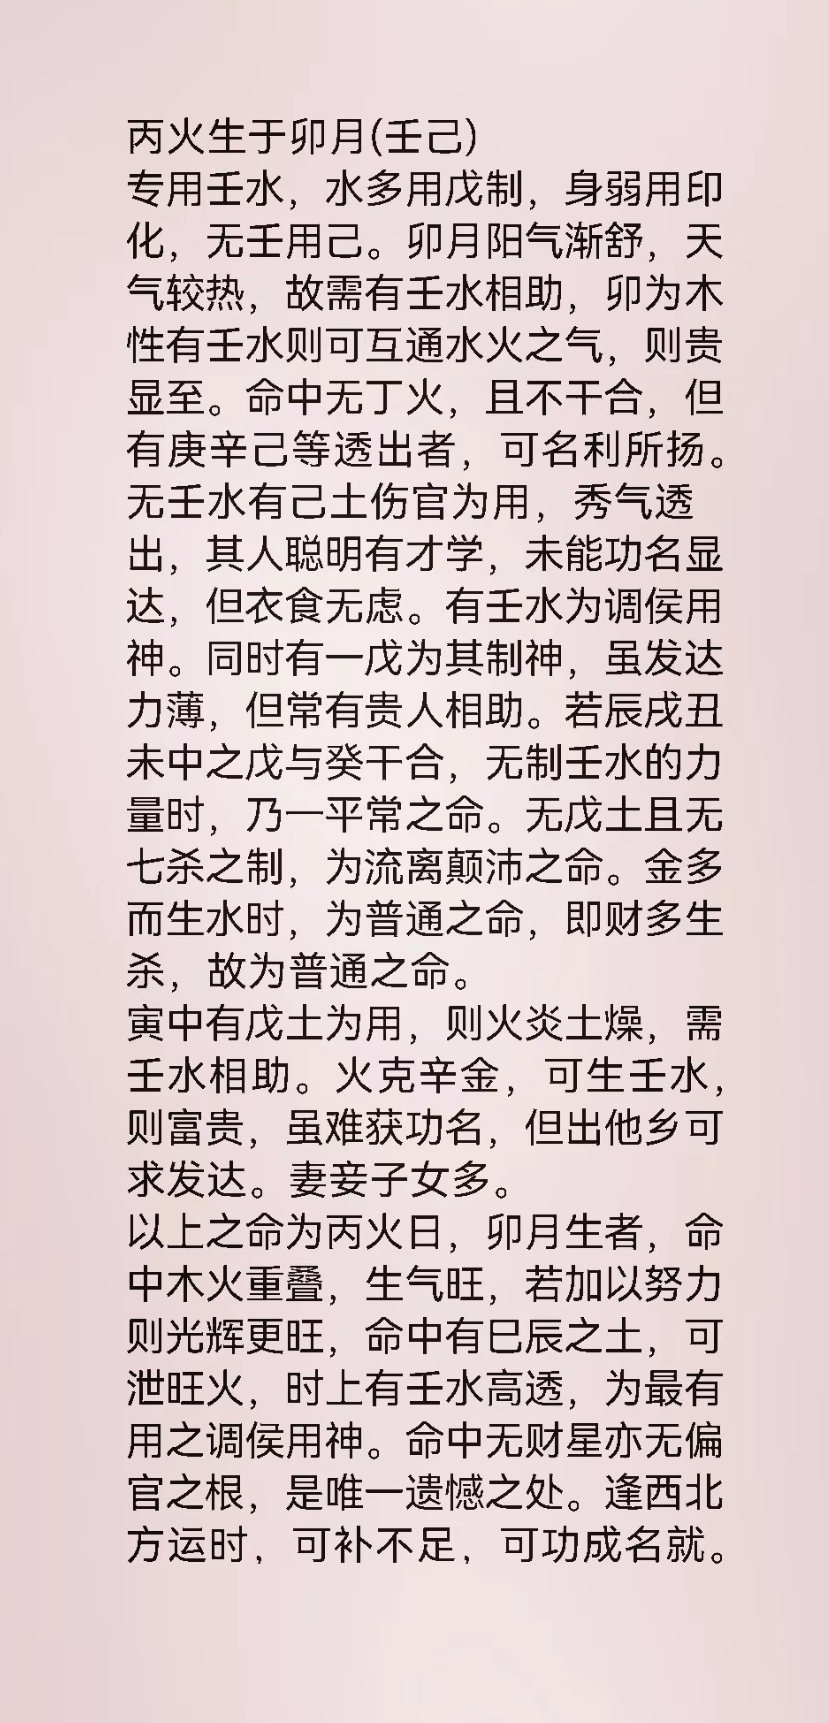 丙火生于卯月(壬己)
专用壬水，水多用戊制，身弱用印
化，无壬用己。卯月阳气渐舒，天
气较热，故需有壬水相助，卯为木
性有壬水则可互通水火之气，则贵
显至。命中无丁火，且不干合，但
有庚辛己等透出者，可名利所扬。
无壬水有己土伤官为用，秀气透
出，其人聪明有才学，未能功名显
达，但衣食无虑。有壬水为调侯用
神。同时有一戊为其制神，虽发达
力薄，但常有贵人相助。若辰戌丑
未中之戊与癸干合，无制壬水的力
量时，乃一平常之命。无戊土且无
七杀之制，为流离颠沛之命。金多
而生水时，为普通之命，即财多生
杀，故为普通之命。
寅中有戊土为用，则火炎土燥，需
壬水相助。火克辛金，可生壬水，
则富贵，虽难获功名，但出他乡可
求发达。妻妾子女多。
以上之命为丙火日，卯月生者，命
中木火重叠，生气旺，若加以努力
则光辉更旺，命中有巳辰之土，可
泄旺火，时上有壬水高透，为最有
用之调侯用神。命中无财星亦无偏
官之根，是唯一遗憾之处。逢西北
方运时，可补不足，可功成名就。